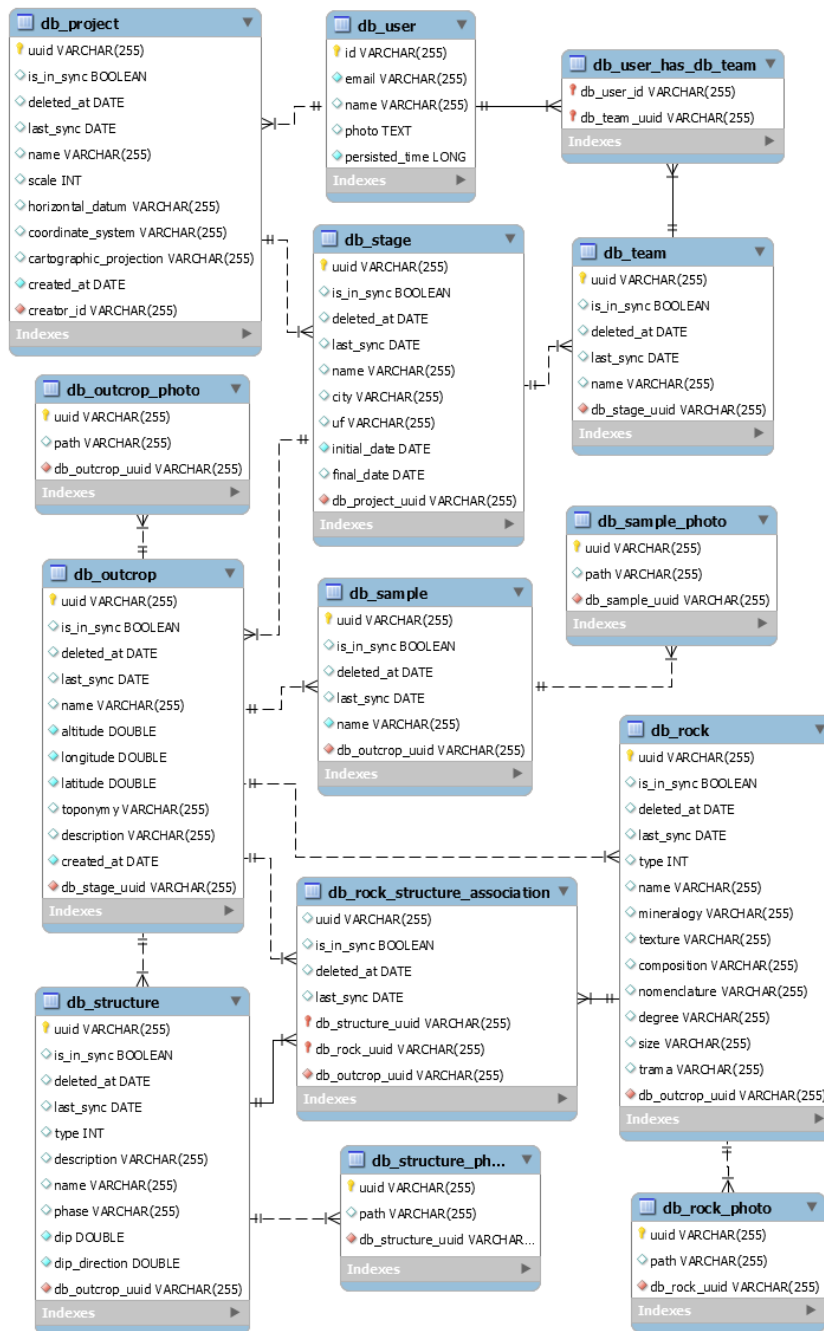 db_project
uuid VARCHAR(255)
is_in_sync BOOLEAN
deleted_at DATE
last_sync DATE
name VARCHAR(255)
scale INT
horizontal_datum VARCHAR(255)
coordinate_system VARCHAR(255)
cartographic_projection VARCHAR(255)
created_at DATE
creator_id VARCHAR(255)
Indexes
db_user
id VARCHAR(255)
email VARCHAR(255)
name VARCHAR(255)
photo TEXT
persisted_time LONG
Indexes
db_user_has_db_team
db_user_id VARCHAR(255)
db_team_uuid VARCHAR(255)
Indexes
db_stage
uuid VARCHAR(255)
is_in_sync BOOLEAN
deleted_at DATE
last_sync DATE
name VARCHAR(255)
city VARCHAR(255)
uf VARCHAR(255)
initial_date DATE
final_date DATE
db_project_uuid VARCHAR(255)
Indexes
db_team
uuid VARCHAR(255)
is_in_sync BOOLEAN
deleted_at DATE
last_sync DATE
name VARCHAR(255)
db_stage_uuid VARCHAR(255)
Indexes
db_outcrop_photo
uuid VARCHAR(255)
path VARCHAR(255)
db_outcrop_uuid VARCHAR(255)
Indexes
db_sample_photo
uuid VARCHAR(255)
path VARCHAR(255)
db_sample_uuid VARCHAR(255)
Indexes
db_outcrop
uuid VARCHAR(255)
is_in_sync BOOLEAN
deleted_at DATE
last_sync DATE
name VARCHAR(255)
altitude DOUBLE
longitude DOUBLE
latitude DOUBLE
toponymy VARCHAR(255)
description VARCHAR(255)
created_at DATE
db_stage_uuid VARCHAR(255)
Indexes
db_sample
uuid VARCHAR(255)
is_in_sync BOOLEAN
deleted_at DATE
last_sync DATE
name VARCHAR(255)
db_outcrop_uuid VARCHAR(255)
Indexes
db_rock
uuid VARCHAR(255)
is_in_sync BOOLEAN
deleted_at DATE
last_sync DATE
type INT
name VARCHAR(255)
mineralogy VARCHAR(255)
texture VARCHAR(255)
composition VARCHAR(255)
nomenclature VARCHAR(255)
degree VARCHAR(255)
size VARCHAR(255)
trama VARCHAR(255)
db_outcrop_uuid VARCHAR(255)
Indexes
db_rock_structure_association
uuid VARCHAR(255)
is_in_sync BOOLEAN
deleted_at DATE
last_sync DATE
db_structure_uuid VARCHAR(255)
db_rock_uuid VARCHAR(255)
db_outcrop_uuid VARCHAR(255)
Indexes
db_structure
uuid VARCHAR(255)
is_in_sync BOOLEAN
deleted_at DATE
last_sync DATE
type INT
description VARCHAR(255)
name VARCHAR(255)
phase VARCHAR(255)
dip DOUBLE
dip_direction DOUBLE
db_outcrop_uuid VARCHAR(255)
Indexes
db_structure_ph...
uuid VARCHAR(255)
path VARCHAR(255)
db_structure_uuid VARCHAR...
Indexes
db_rock_photo
uuid VARCHAR(255)
path VARCHAR(255)
db_rock_uuid VARCHAR(255)
Indexes